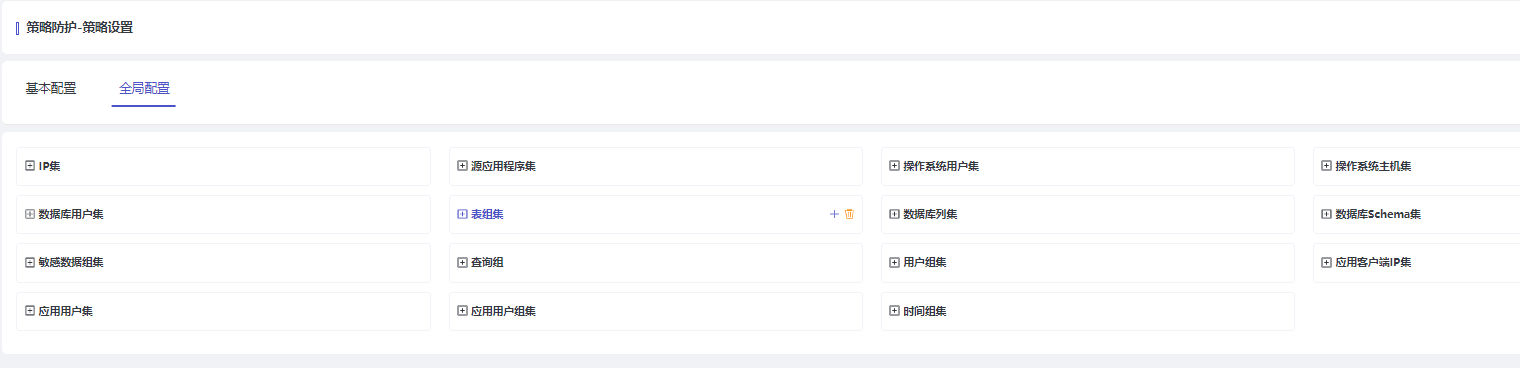 策略防护-策略设置
基本配置 全局配置
IP集 源应用程序集 操作系统用户集 操作系统主机集
数据库用户集 表组集 数据库列集 数据库Schema集
敏感数据组集 查询组 用户组集 应用客户端IP集
应用用户集 应用用户组集 时间组集